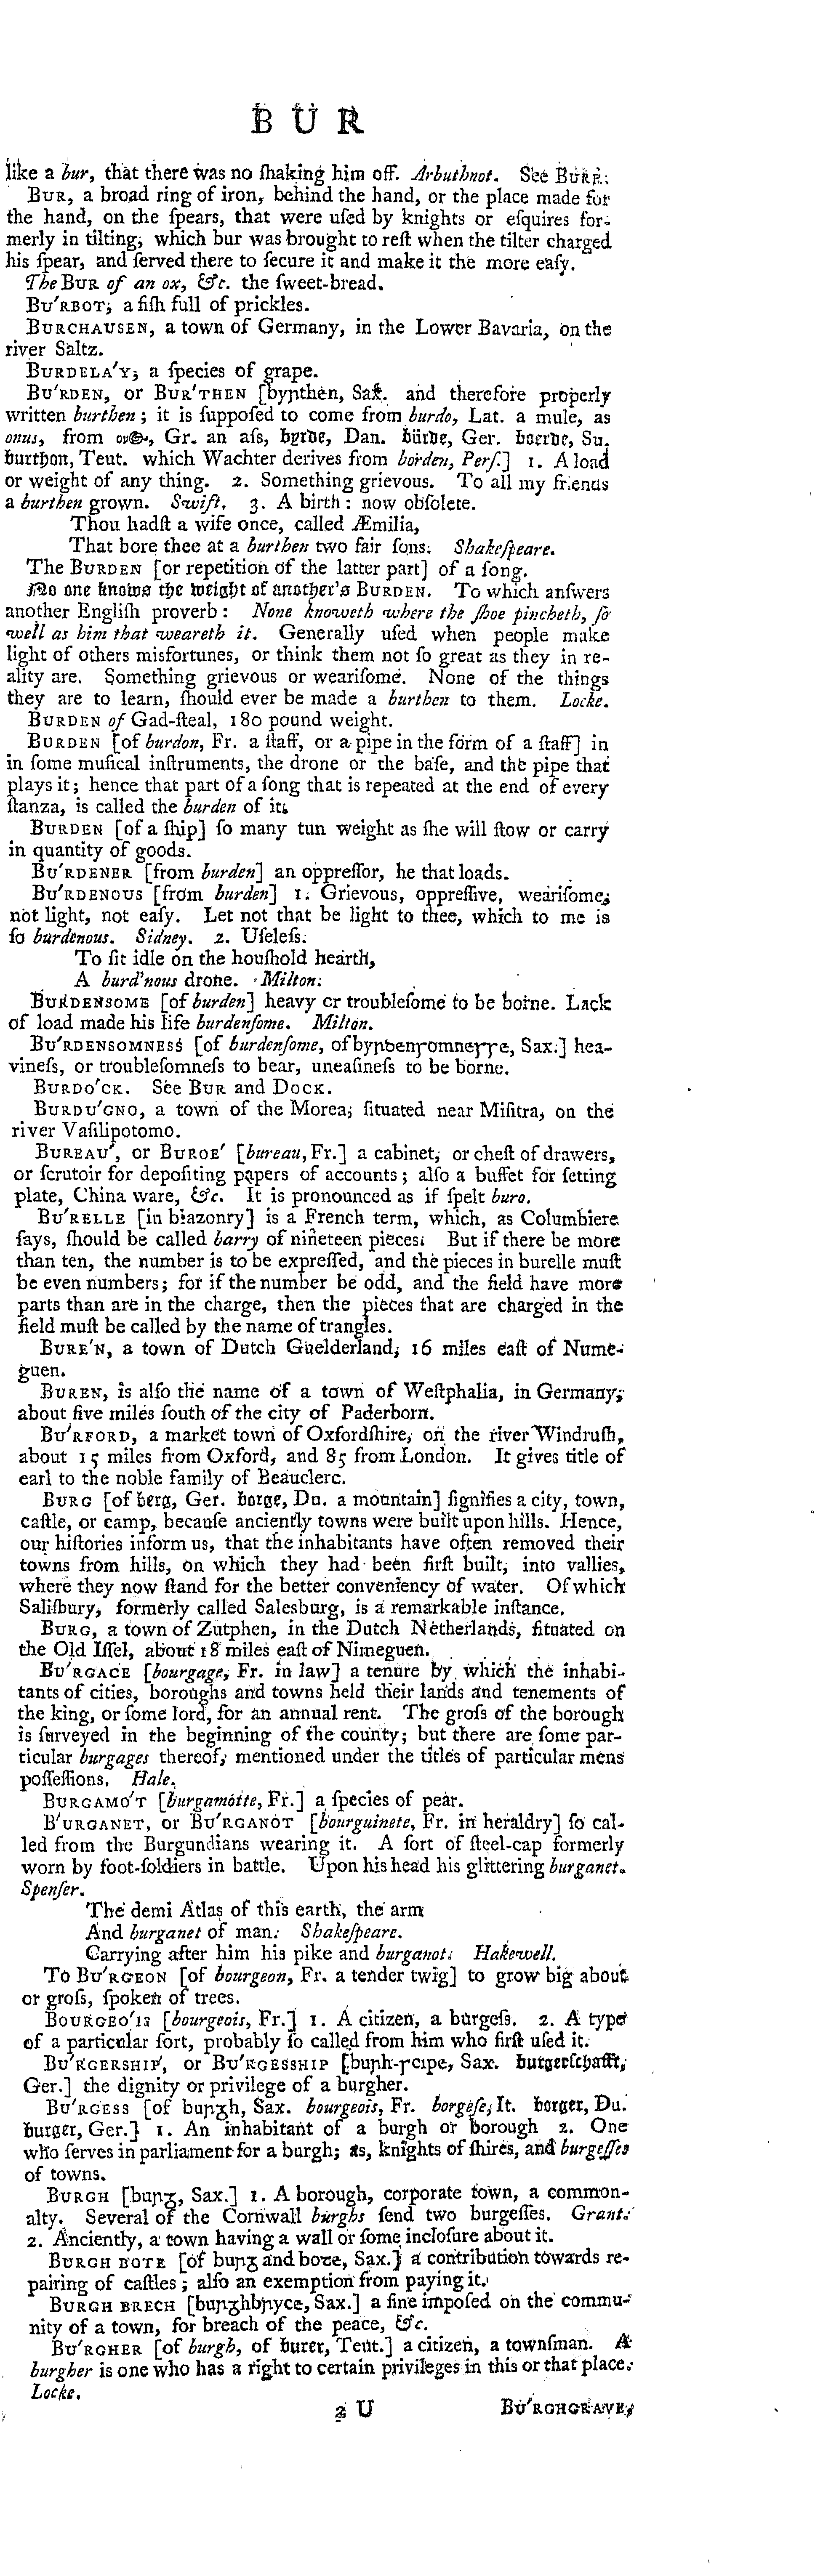 B U R
like a bur, that there was no ſhaking him off. Arbuthnot. See BURR.
BUR, a broad ring of iron, behind the hand, or the place made for
the hand, on the ſpears, that were uſed by knights or eſquires for-
merly in tilting, which bur was brought to reſt when the tilter charged
his ſpear, and ſerved there to ſecure it and make it the more eaſy.
The BUR of an ox, &c. the ſweet-bread.
BU'RBOT, a fiſh full of prickles.
BURCHAUSEN, a town of Germany, in the Lower Bavaria, on the
river Saltz.
BURDELA'Y, a ſpecies of grape.
BU'RDEN, or BUR'THEN [byꞃthen, Sax. and therefore properly
written burthen; it is ſuppoſed to come from burdo, Lat. a mule, as
onus, from Gr. an aſs, byrde, Dan. bürde, Ger. boerde, Su.
burthon, Teut. which Wachter derives from borden, Perſ.] 1. A load
or weight of any thing. 2. Something grievous. To all my friends
a burthen grown. Swift. 3. A birth: now obſolete.
Thou hadſt a wife once, called Æmilia,
That bore thee at a burthen two fair ſons. Shakeſpeare.
The BURDEN [or repetition of the latter part] of a ſong.
No one knows the weight of another's BURDEN. To which anſwers
another Engliſh proverb: None knoweth where the ſhoe pincheth, ſo
well as him that weareth it. Generally uſed when people make
light of others misfortunes, or think them not ſo great as they in re-
ality are. Something grievous or weariſome. None of the things
they are to learn, ſhould ever be made a burthen to them. Locke.
BURDEN of Gad-ſteal, 180 pound weight.
BURDEN [of burdon, Fr. a ſtaff, or a pipe in the form of a ſtaff] in
in ſome muſical inſtruments, the drone or the baſe, and the pipe that
plays it; hence that part of a ſong that is repeated at the end of every
ſtanza, is called the burden of it.
BURDEN [of a ſhip] ſo many tun weight as ſhe will ſtow or carry
in quantity of goods.
BU'RDENER [from burden] an oppreſſor, he that loads.
BU'RDENOUS [from burden] 1. Grievous, oppreſſive, weariſome;
not light, not eaſy. Let not that be light to thee, which to me is
ſo burdenous. Sidney. 2. Uſeleſs.
To ſit idle on the houſhold hearth,
A burd'nous drone. Milton.
BURDENSOME [of burden] heavy or troubleſome to be borne. Lack
of load made his life burdenſome. Milton.
BU'RDENSOMNESS [of burdenſome, of byꞃðenꞅomneꞅꞅe, Sax.] hea-
vineſs, or troubleſomneſs to bear, uneaſineſs to be borne.
BURDO'CK. See BUR and DOCK.
BURDU'GNO, a town of the Morea, ſituated near Miſitra, on the
river Vaſilipotomo.
BUREAU', or BUROE' [bureau, Fr.] a cabinet, or cheſt of drawers,
or ſcrutoir for depoſiting papers of accounts; alſo a buffet for ſetting
plate, China ware, &c. It is pronounced as if ſpelt buro.
BU'RELLE [in blazonry] is a French term, which, as Columbiere
ſays, ſhould be called barry of nineteen pieces. But if there be more
than ten, the number is to be expreſſed, and the pieces in burelle muſt
be even numbers; for if the number be odd, and the field have more
parts than are in the charge, then the pieces that are charged in the
field muſt be called by the name of trangles.
BURE'N, a town of Dutch Guelderland, 16 miles eaſt of Nume-
guen.
BUREN, is alſo the name of a town of Weſtphalia, in Germany,
about five miles ſouth of the city of Paderborn.
BU'RFORD, a market town of Oxfordſhire, on the river Windruſh,
about 15 miles from Oxford, and 85 from London. It gives title of
earl to the noble family of Beauclerc.
BURG [of berg, Ger. borge, Du. a mountain] ſignifies a city, town,
caſtle, or camp, becauſe anciently towns were built upon hills. Hence,
our hiſtories inform us, that the inhabitants have often removed their
towns from hills, on which they had been firſt built, into vallies,
where they now ſtand for the better conveniency of water. Of which
Saliſbury, formerly called Salesburg, is a remarkable inſtance.
BURG, a town of Zutphen, in the Dutch Netherlands, ſituated on
the Old Iſſel, about 18 miles eaſt of Nimeguen.
BU'RGAGE [bourgage, Fr. in law] a tenure by which the inhabi-
tants of cities, boroughs and towns held their lands and tenements of
the king, or ſome lord, for an annual rent. The groſs of the borough
is ſurveyed in the beginning of the county; but there are ſome par-
ticular burgages thereof, mentioned under the titles of particular mens
poſſeſſions. Hale.
BURGAMO'T [burgamotte, Fr.] a ſpecies of pear.
B'URGANET, or BU'RGANOT [bourguinete, Fr. in heraldry] ſo cal-
led from the Burgundians wearing it. A ſort of ſteel-cap formerly
worn by foot-ſoldiers in battle. Upon his head his glittering burganet.
Spenſer.
The demi Atlas of this earth, the arm
And burganet of man. Shakeſpeare.
Carrying after him his pike and burganot. Hakewell.
To BU'RGEON [of bourgeon, Fr. a tender twig] to grow big about
or groſs, ſpoken of trees.
BOURGEO'IS [bourgeois, Fr.] 1. A citizen, a burgeſs. 2. A type
of a particular ſort, probably ſo called from him who firſt uſed it.
BU'RGERSHIP, or BU'RGESSHIP [buꞃh-ꞅcipe, Sax. burgerſchafft,
Ger.] the dignity or privilege of a burgher.
BU'RGESS [of buꞃᵹh, Sax. bourgeois, Fr. borgeſe, It. borger, Du.
burger, Ger.] 1. An inhabitant of a burgh or borough 2. One
who ſerves in parliament for a burgh; as, knights of ſhires, and burgeſſes
of towns.
BURGH [buꞃᵹ, Sax.] 1. A borough, corporate town, a common-
alty. Several of the Cornwall burghs ſend two burgeſſes. Grant.
2. Anciently, a town having a wall or ſome incloſure about it.
BURGH BOTE [of buꞃᵹ and bote, Sax.] a contribution towards re-
pairing of caſtles; alſo an exemption from paying it.
BURGH BRECH [buꞃᵹhbꞃyce, Sax.] a fine impoſed on the commu-
nity of a town, for breach of the peace, &c.
BU'RGHER [of burgh, of burer, Teut.] a citizen, a townſman. A
burgher is one who has a right to certain privileges in this or that place.
Locke.
2 U BU'RGHGRAVE,